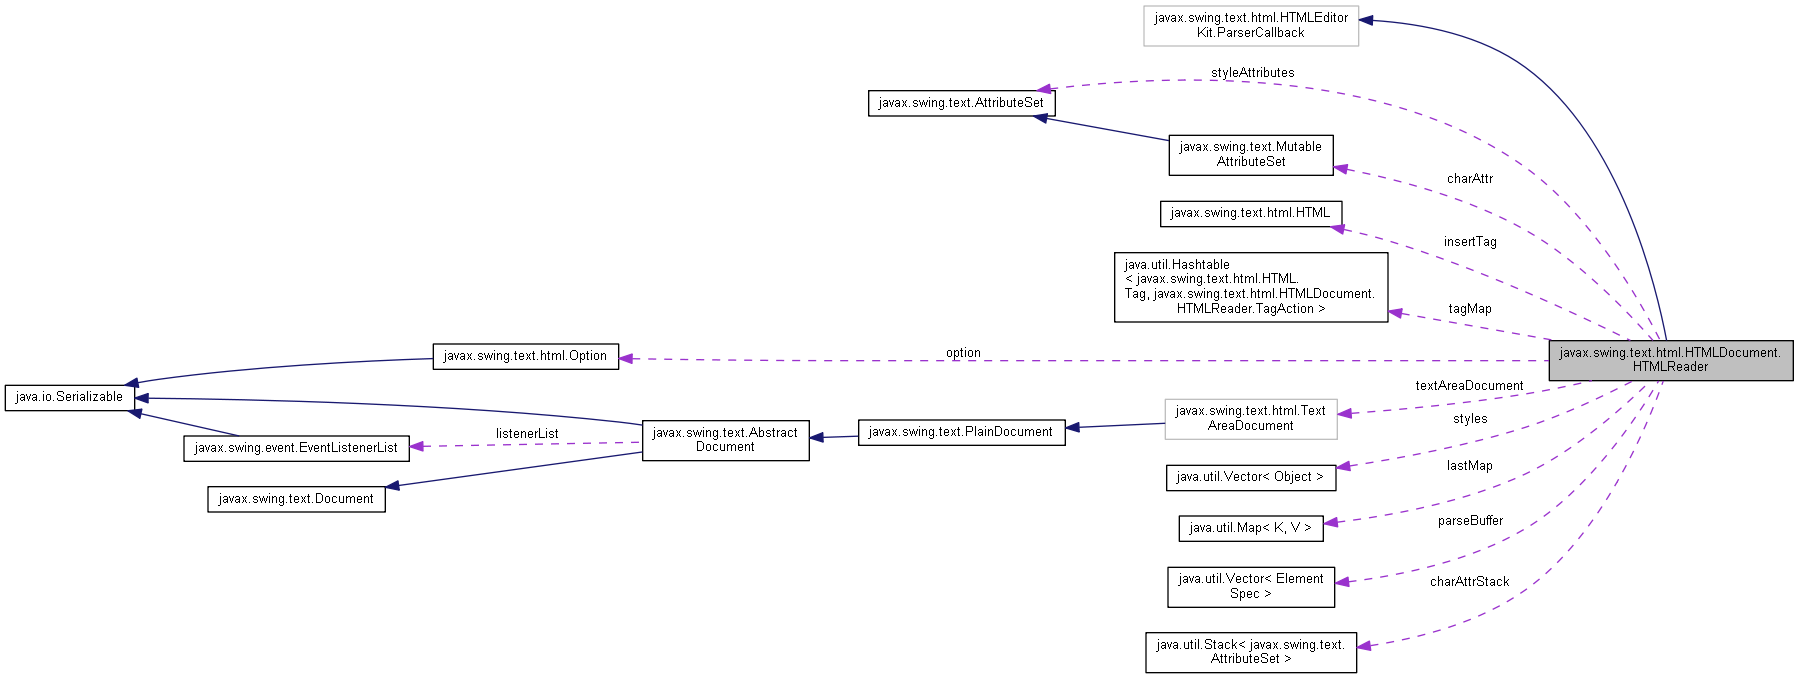 javax.swing.text.html.HTMLEditor
Kit.ParserCallback
styleAttributes
javax.swing.text.AttributeSet
javax.swing.text.Mutable
AttributeSet
charAttr
javax.swing.text.html.HTML
insertTag
java.util.Hashtable
< javax.swing.text.html.HTML.
Tag, javax.swing.text.html.HTMLDocument.
HTMLReader.TagAction >
tagMap
javax.swing.text.html.Option
option
javax.swing.text.html.HTMLDocument.
HTMLReader
java.io.Serializable
textAreaDocument
javax.swing.text.html.Text
AreaDocument
styles
javax.swing.text.PlainDocument
javax.swing.text.Abstract
Document
listenerList
javax.swing.event.EventListenerList
javax.swing.text.Document
java.util.Vector< Object >
lastMap
java.util.Map< K, V >
parseBuffer
java.util.Vector< Element
Spec >
charAttrStack
java.util.Stack< javax.swing.text.
AttributeSet >